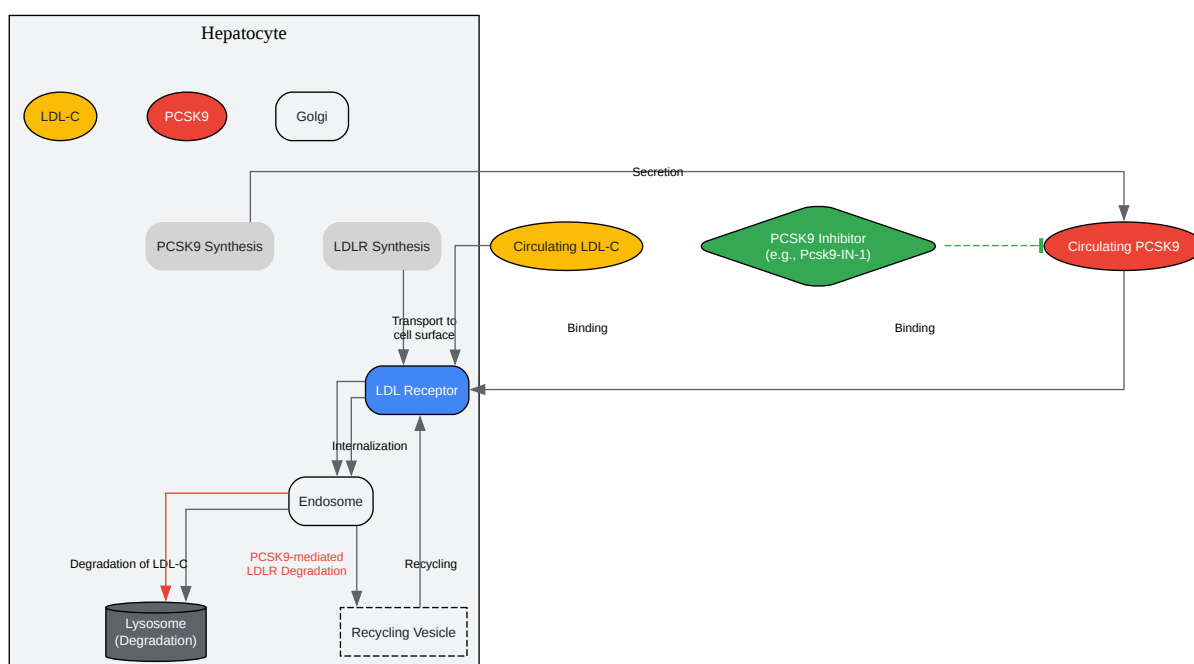 Hepatocyte
LDL-C
PCSK9
Golgi
Secretion
PCSK9 Synthesis
LDLR Synthesis
Circulating LDL-C
PCSK9 Inhibitor
(e.g., Pcsk9-IN-1)
Circulating PCSK9
Transport to
cell surface
Binding
Binding
LDL Receptor
Internalization
Endosome
Degradation of LDL-C
PCSK9-mediated
LDLR Degradation
Recycling
Lysosome
(Degradation)
Recycling Vesicle